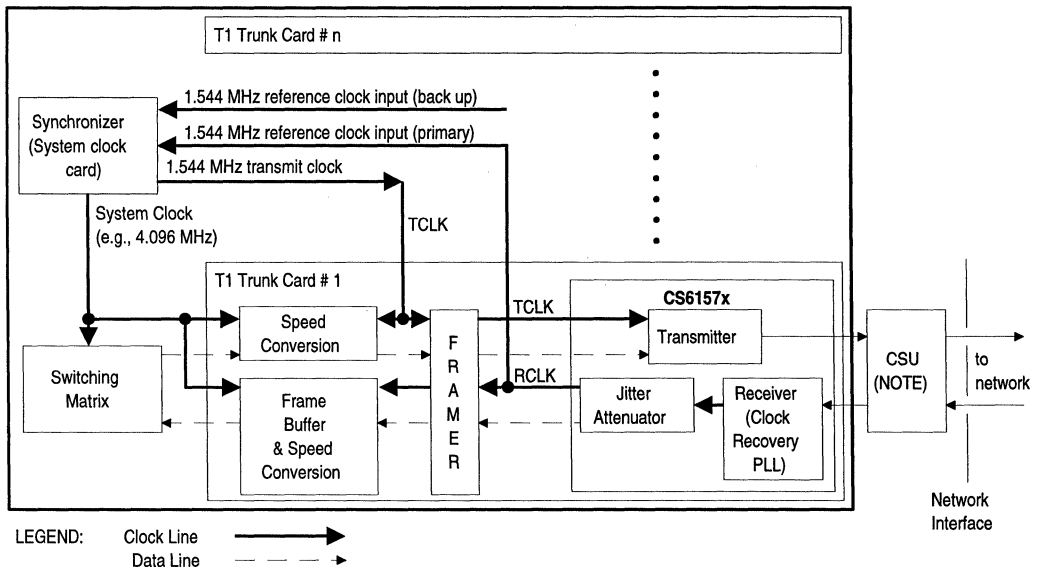 T1 Trunk Card # n
1.544 MHz reference clock input (back up)
Synchronizer
(System clock
card)
1.544 MHz reference clock input (primary)
1.544 MHz transmit clock
System Clock
(e.g., 4.096 MHz)
TCLK
T1 Trunk Card # 1
CS6157x
Speed
Conversion
TCLK
Transmitter
FRAMER
Switching
Matrix
RCLK
Frame
Buffer
& Speed
Conversion
Jitter
Attenuator
Receiver
(Clock
Recovery
PLL)
CSU
(NOTE)
to
network
Network
Interface
LEGEND:
Clock Line
Data Line